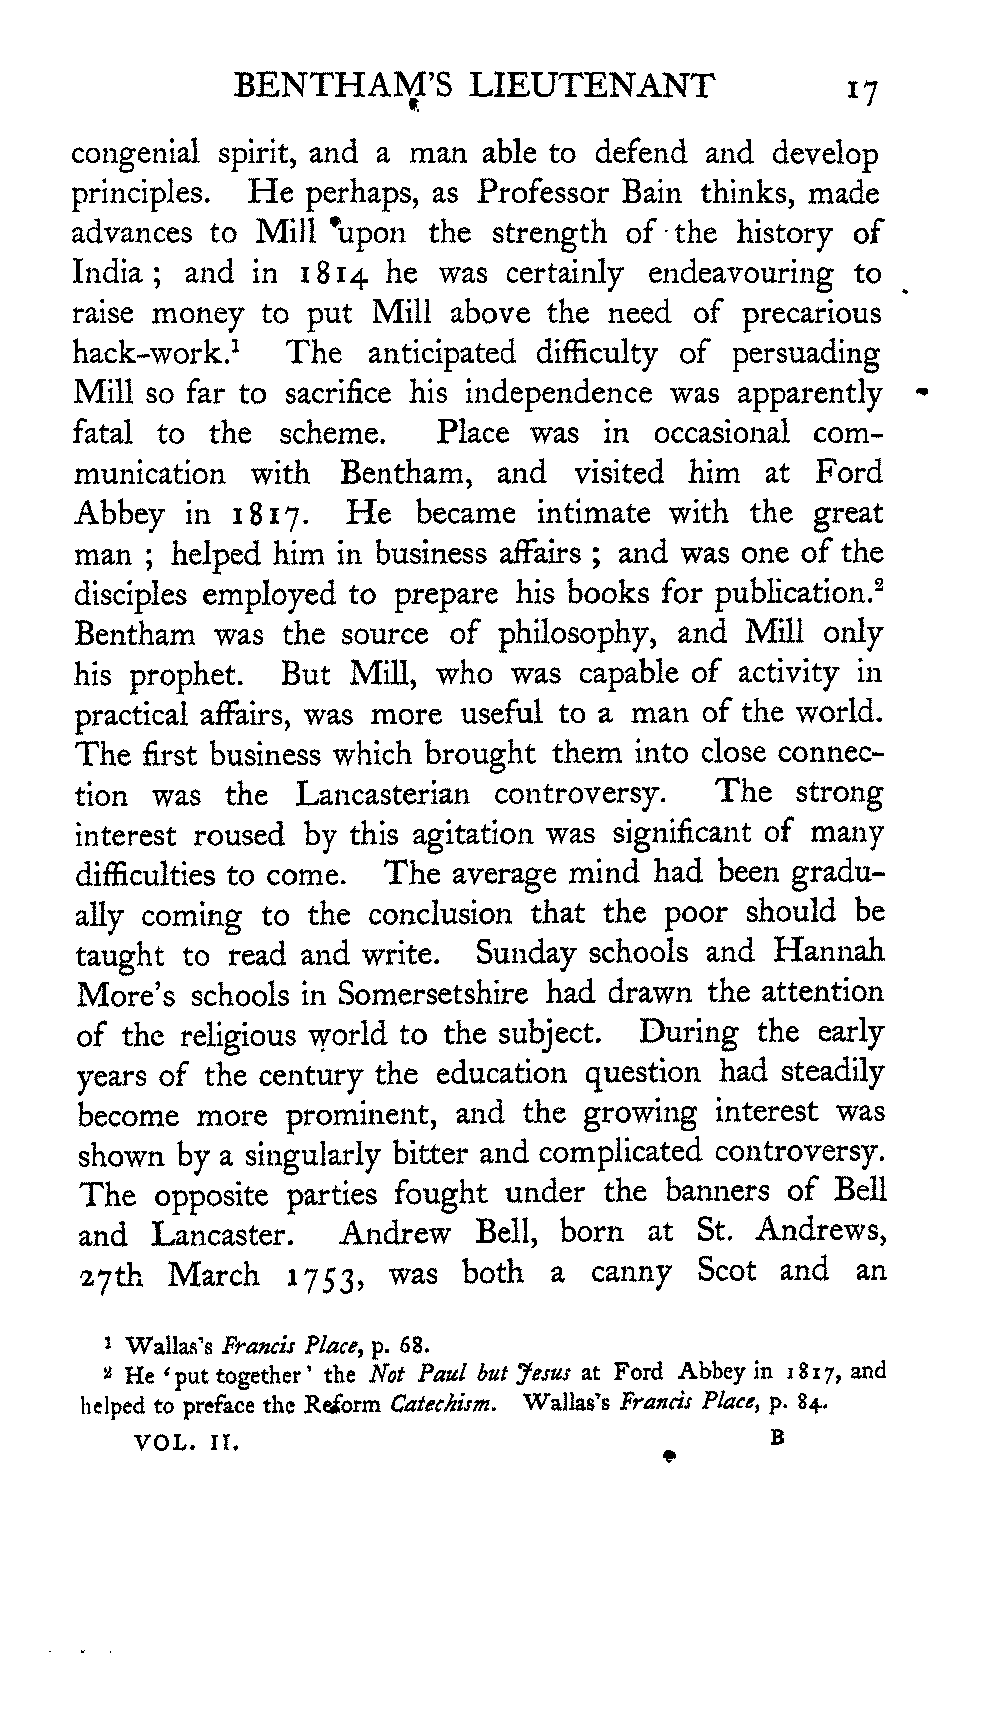 BENTHAM'S LIEUTENANT 17
congenial spirit, and a man able to defend and develop
principles. He perhaps, as Professor Bain thinks, made
advances to Mill upon the strength of the history of
India ; and in 1814 he was certainly endeavouring to
raise money to put Mill above the need of precarious
hack-work.¹ The anticipated difficulty of persuading
Mill so far to sacrifice his independence was apparently
fatal to the scheme. Place was in occasional com-
munication with Bentham, and visited him at Ford
Abbey in 1817. He became intimate with the great
man ; helped him in business affairs ; and was one of the
disciples employed to prepare his books for publication.²
Bentham was the source of philosophy, and Mill only
his prophet. But Mill, who was capable of activity in
practical affairs, was more useful to a man of the world.
The first business which brought them into close connec-
tion was the Lancasterian controversy. The strong
interest roused by this agitation was significant of many
difficulties to come. The average mind had been gradu-
ally coming to the conclusion that the poor should be
taught to read and write. Sunday schools and Hannah
More's schools in Somersetshire had drawn the attention
of the religious world to the subject. During the early
years of the century the education question had steadily
become more prominent, and the growing interest was
shown by a singularly bitter and complicated controversy.
The opposite parties fought under the banners of Bell
and Lancaster. Andrew Bell, born at St. Andrews,
27th March 1753, was both a canny Scot and an
¹ Wallas's Francis Place, p. 68.
² He ‘put together’ the Not Paul but Jesus at Ford Abbey in 1817, and
helped to preface the Reform Catechism. Wallas's Francis Place, p. 84.
VOL. II. B